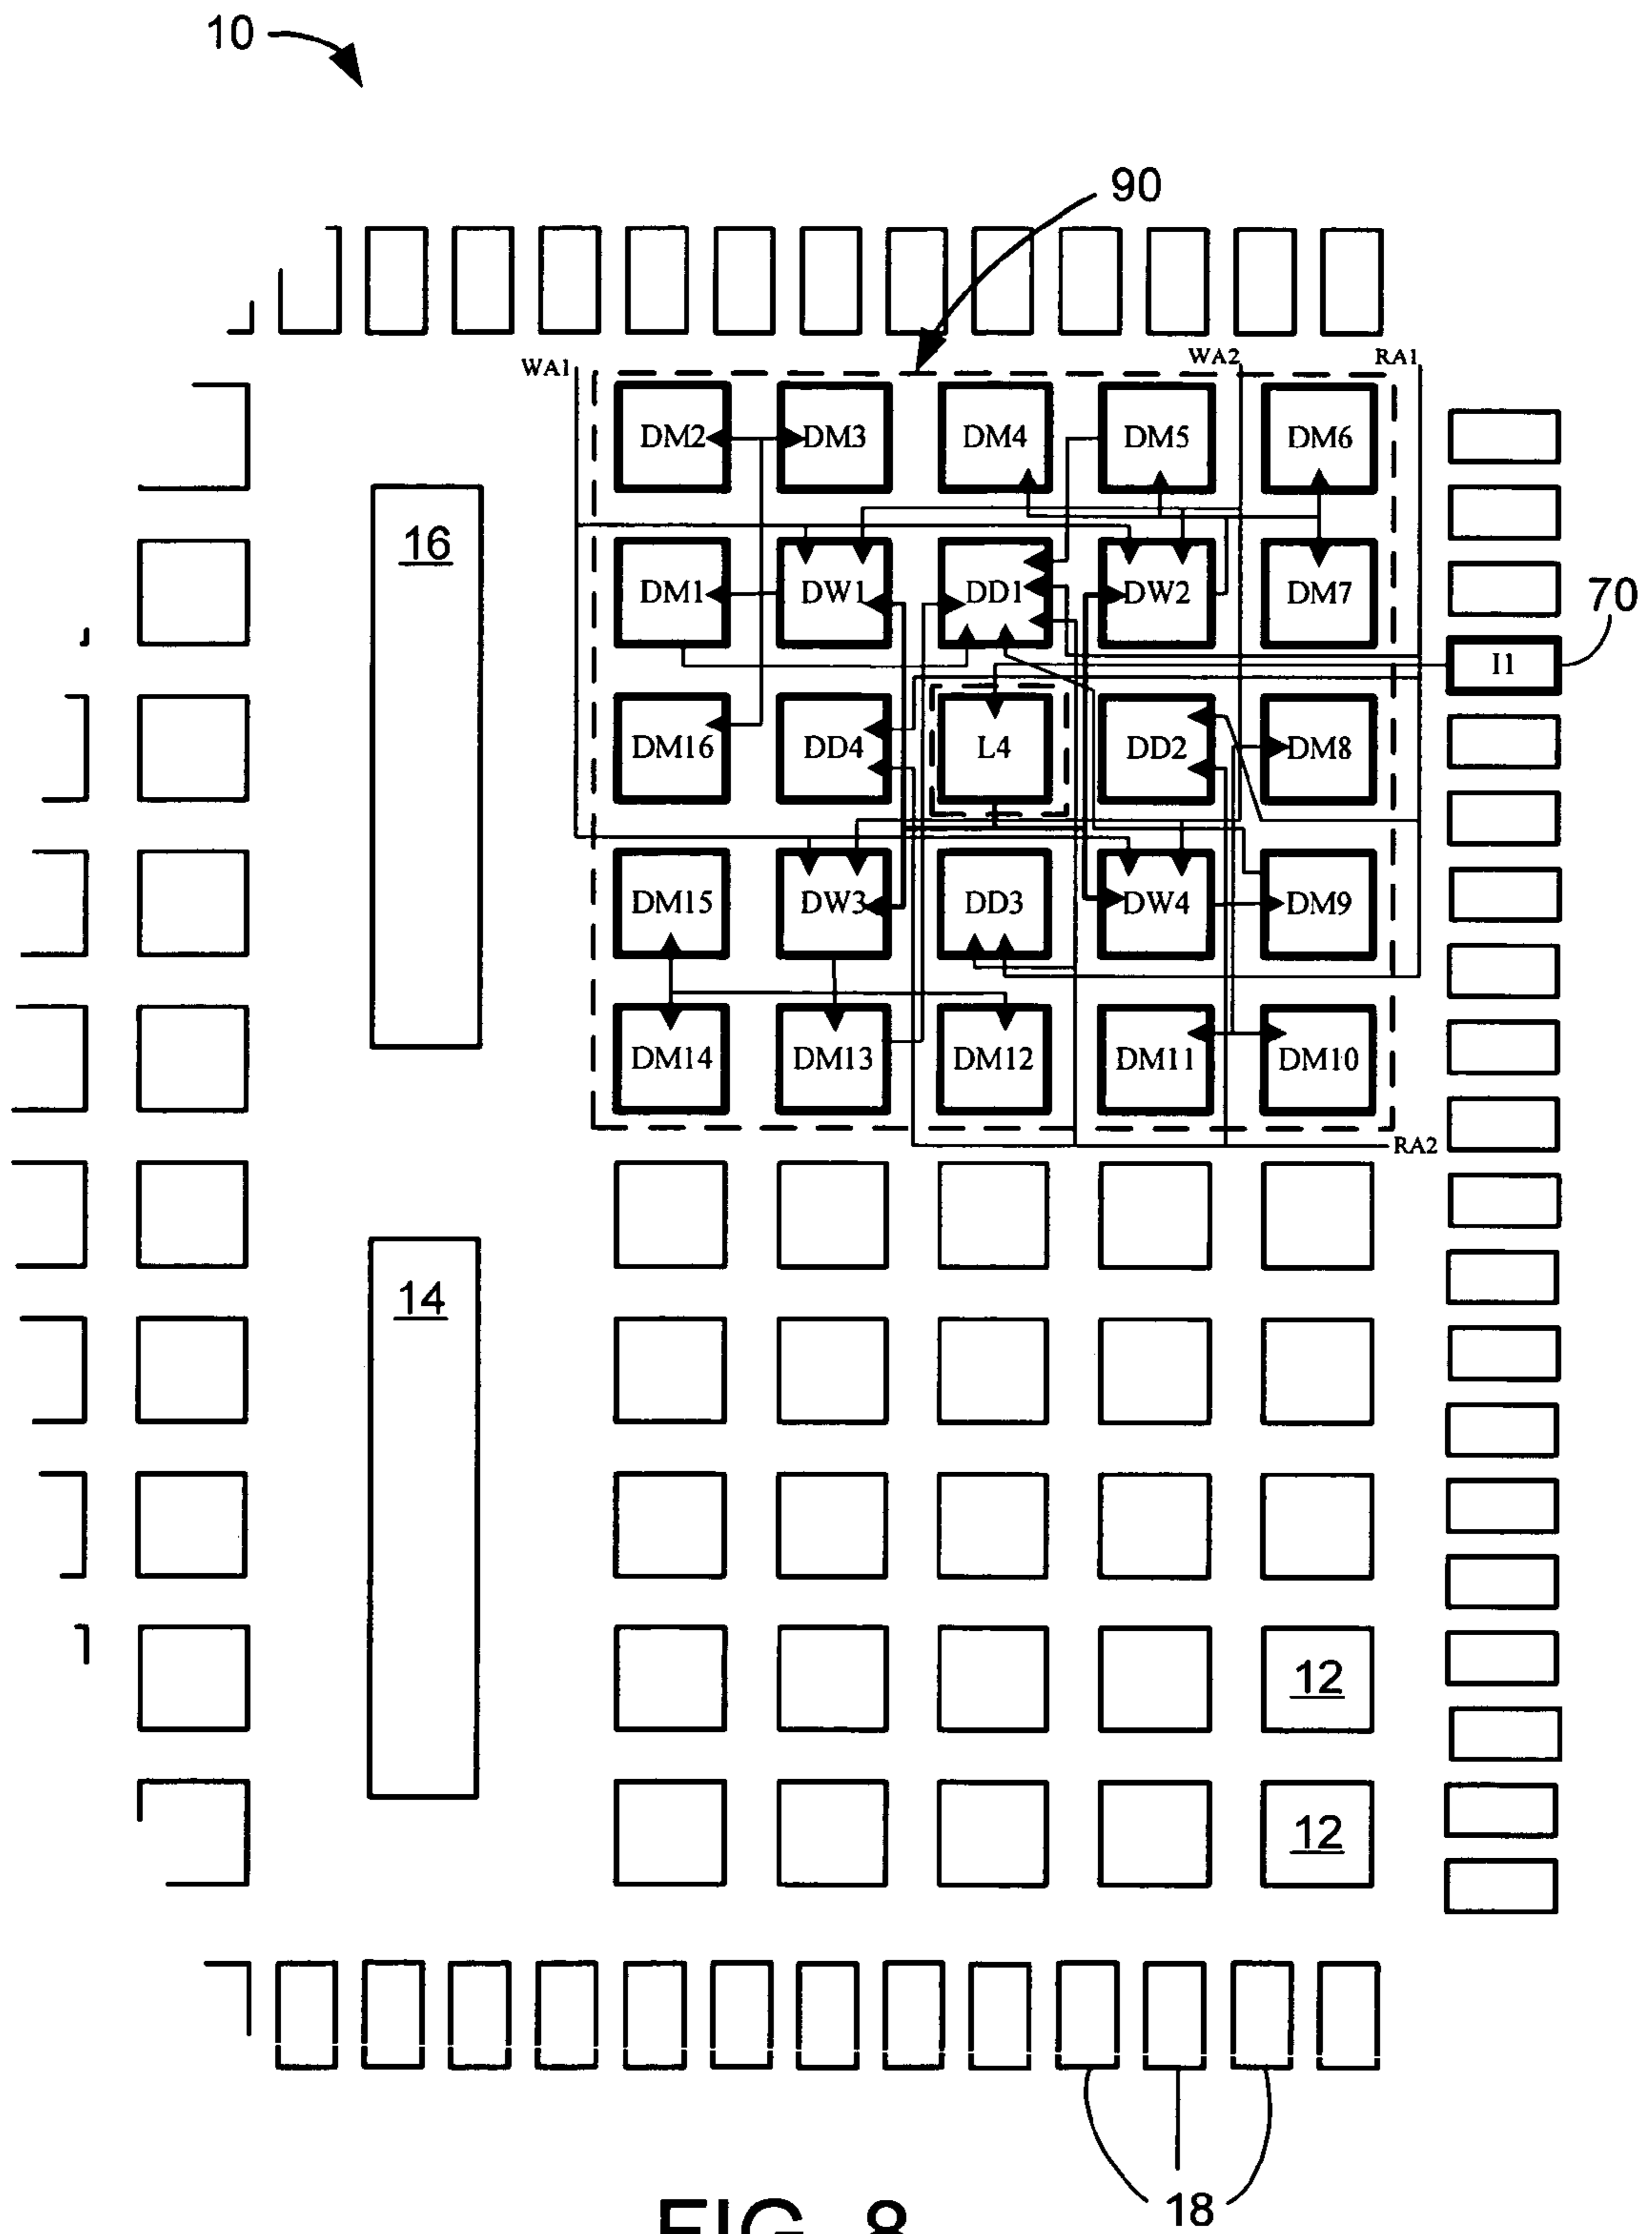 10
90
WA1 WA2 RA1
DM2 DM3 DM4 DM5 DM6
16
DM1 DW1 DD1 DW2 DM7
70
I1
DM16 DD4 L4 DD2 DM8
DM15 DW3 DD3 DW4 DM9
DM14 DM13 DM12 DM11 DM10
RA2
14
12
12
18
FIG. 8